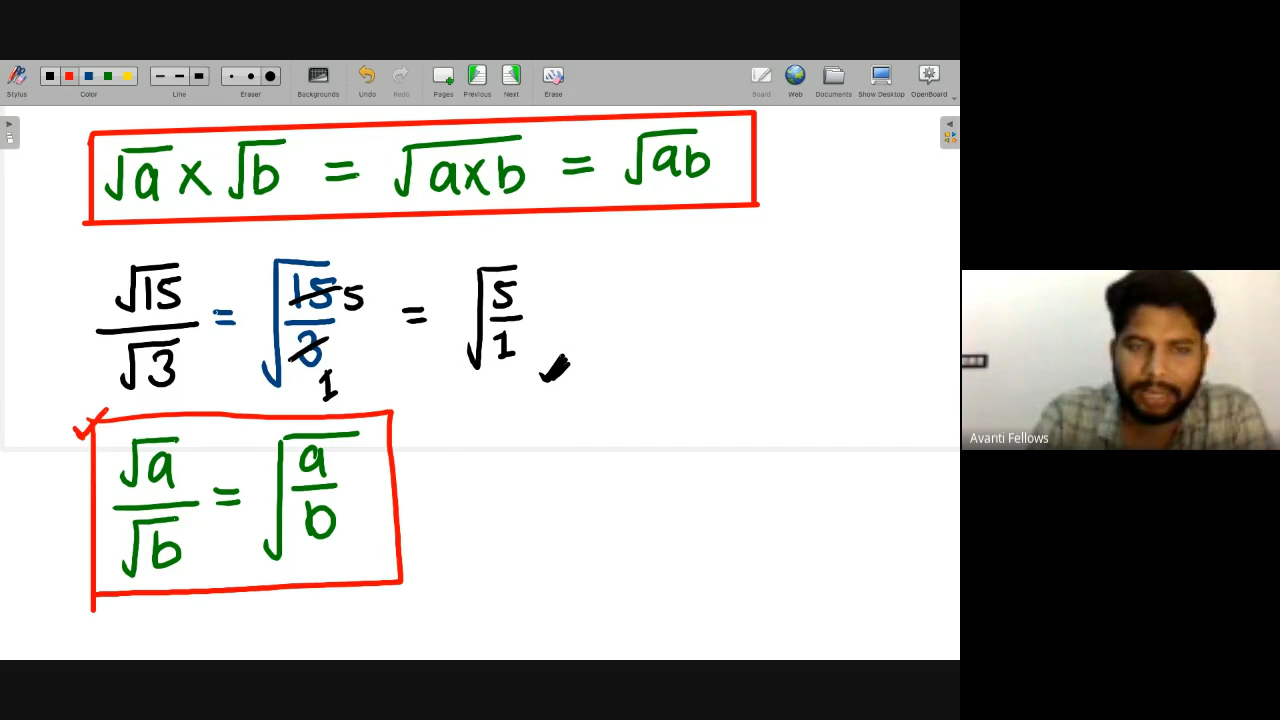 Stylus Color Line Eraser Backgrounds Undo Redo Pages Previous Next Erase Board Web Documents Show Desktop OpenBoard
√a × √b = √a×b = √ab
√15/√3 = √15/3 5 1 = √5/1 ✓
✓ √a/√b = √a/b
Avanti Fellows